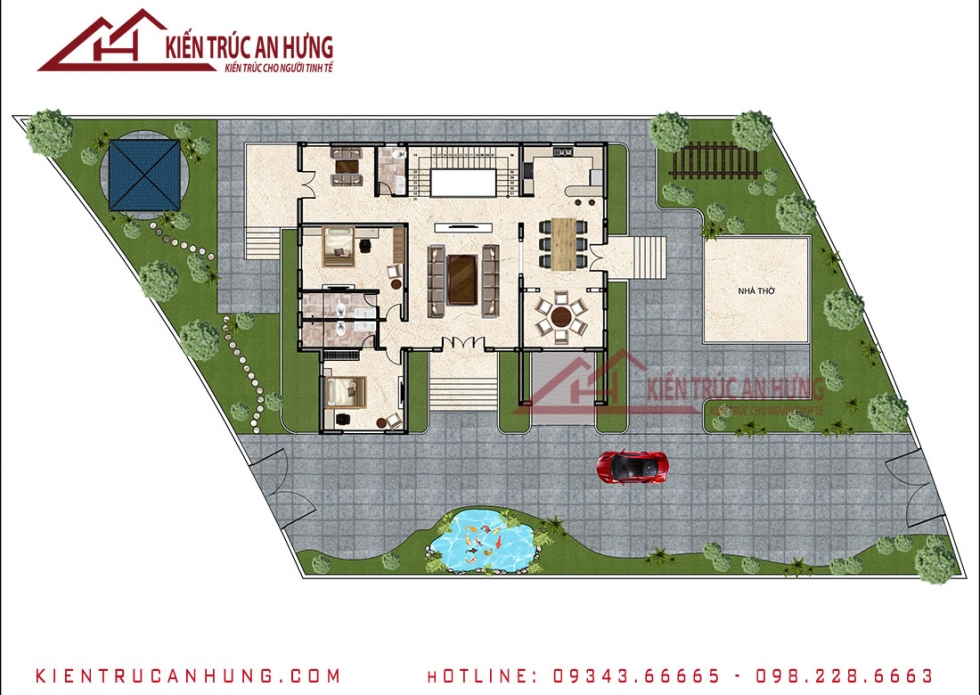 KIẾN TRÚC AN HƯNG
KIẾN TRÚC CHO NGƯỜI TINH TẾ
NHÀ THỜ
KIẾN TRÚC AN HƯNG
KIẾN TRÚC CHO NGƯỜI TINH TẾ
KIENTRUCANHUNG.COM
HOTLINE: 09343.66665 - 098.228.6663